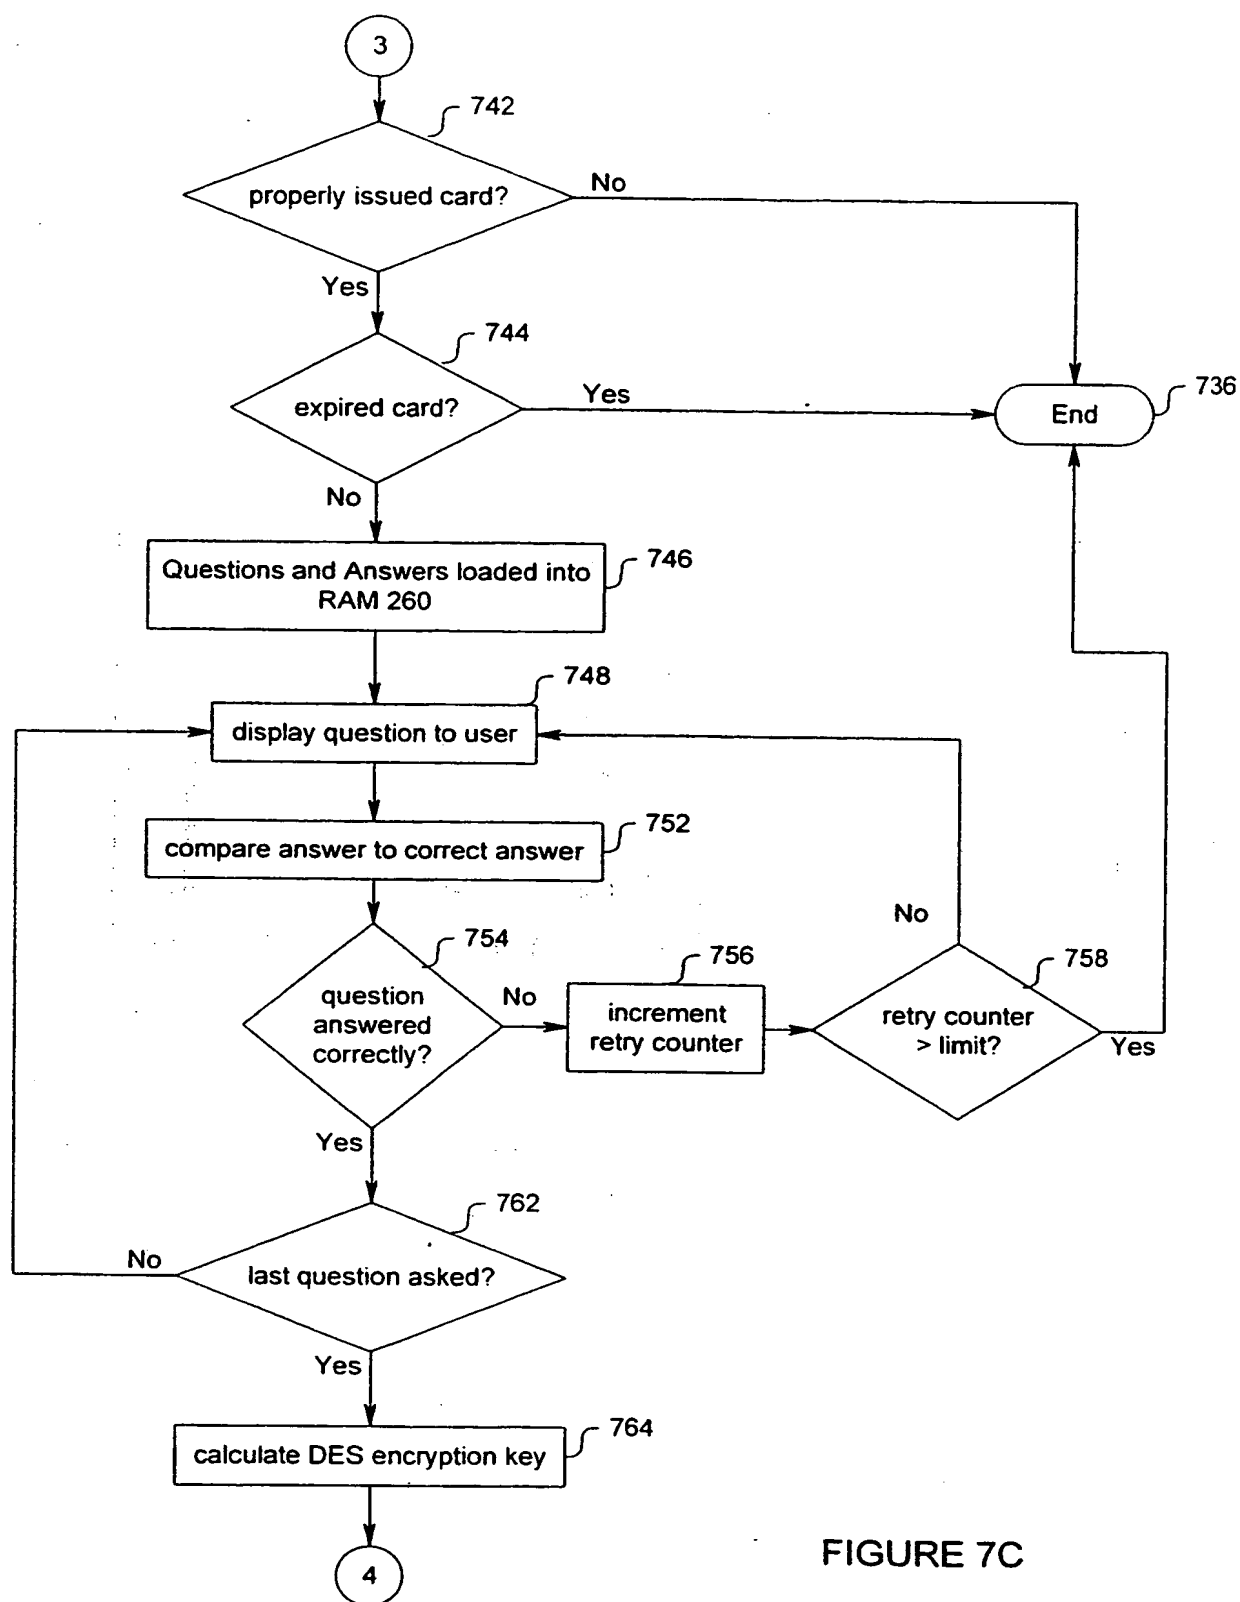 3
742
properly issued card?
No
Yes
744
expired card?
Yes
736
End
No
746
Questions and Answers loaded into
RAM 260
748
display question to user
752
compare answer to correct answer
No
754
756
758
question
answered
correctly?
No
increment
retry counter
retry counter
> limit?
Yes
Yes
762
No
last question asked?
Yes
764
calculate DES encryption key
4
FIGURE 7C